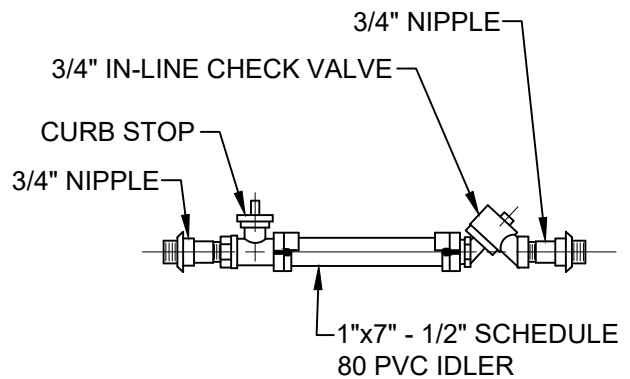 3/4" NIPPLE
3/4" IN-LINE CHECK VALVE
CURB STOP
3/4" NIPPLE
1"x7" - 1/2" SCHEDULE
80 PVC IDLER